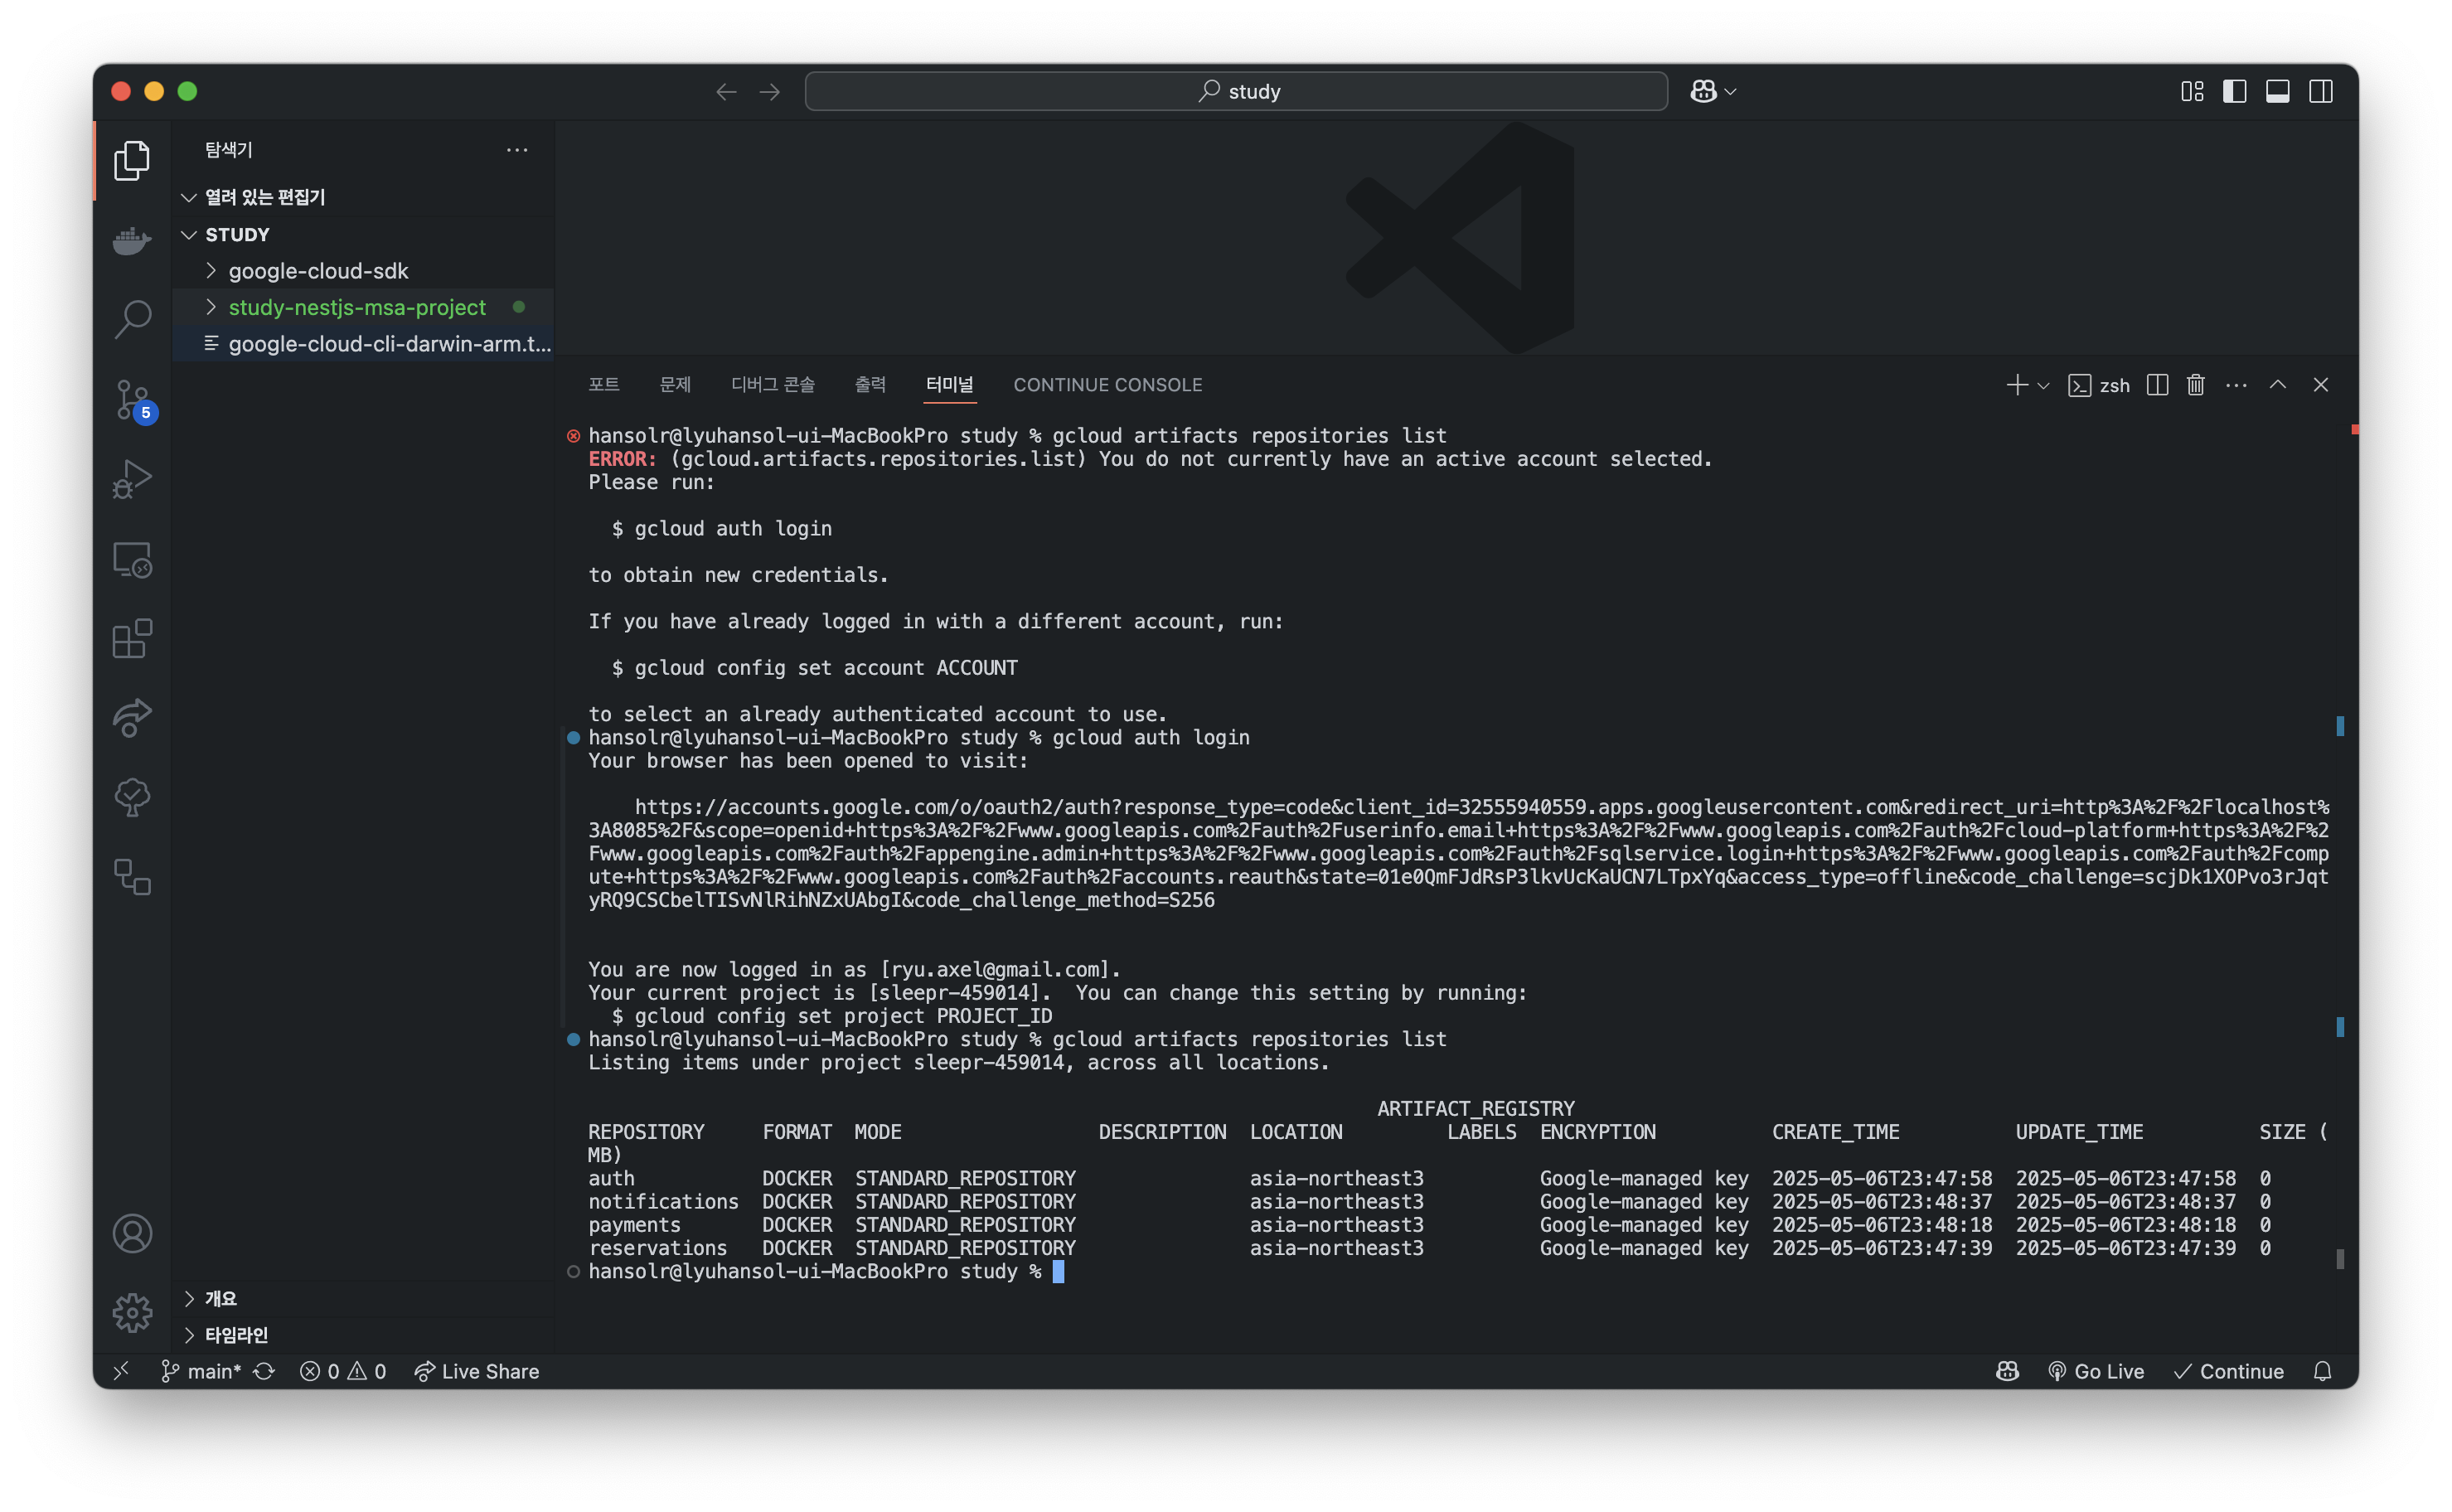 study
탐색기
열려 있는 편집기
STUDY
google-cloud-sdk
study-nestjs-msa-project
google-cloud-cli-darwin-arm.t...
5
개요
타임라인
포트 문제 디버그 콘솔 출력 터미널 CONTINUE CONSOLE zsh
hansolr@lyuhansol-ui-MacBookPro study % gcloud artifacts repositories list
ERROR: (gcloud.artifacts.repositories.list) You do not currently have an active account selected.
Please run:
$ gcloud auth login
to obtain new credentials.
If you have already logged in with a different account, run:
$ gcloud config set account ACCOUNT
to select an already authenticated account to use.
hansolr@lyuhansol-ui-MacBookPro study % gcloud auth login
Your browser has been opened to visit:
https://accounts.google.com/o/oauth2/auth?response_type=code&client_id=32555940559.apps.googleusercontent.com&redirect_uri=http%3A%2F%2Flocalhost%
3A8085%2F&scope=openid+https%3A%2F%2Fwww.googleapis.com%2Fauth%2Fuserinfo.email+https%3A%2F%2Fwww.googleapis.com%2Fauth%2Fcloud-platform+https%3A%2F%2
Fwww.googleapis.com%2Fauth%2Fappengine.admin+https%3A%2F%2Fwww.googleapis.com%2Fauth%2Fsqlservice.login+https%3A%2F%2Fwww.googleapis.com%2Fauth%2Fcomp
ute+https%3A%2F%2Fwww.googleapis.com%2Fauth%2Faccounts.reauth&state=01e0QmFJdRsP3lkvUcKaUCN7LTpxYq&access_type=offline&code_challenge=scjDk1XOPvo3rJqt
yRQ9CSCbelTISvNlRihNZxUAbgI&code_challenge_method=S256
You are now logged in as [ryu.axel@gmail.com].
Your current project is [sleepr-459014].  You can change this setting by running:
$ gcloud config set project PROJECT_ID
hansolr@lyuhansol-ui-MacBookPro study % gcloud artifacts repositories list
Listing items under project sleepr-459014, across all locations.
ARTIFACT_REGISTRY
REPOSITORY FORMAT MODE DESCRIPTION LOCATION LABELS ENCRYPTION CREATE_TIME UPDATE_TIME SIZE (
MB)
auth DOCKER STANDARD_REPOSITORY asia-northeast3 Google-managed key 2025-05-06T23:47:58 2025-05-06T23:47:58 0
notifications DOCKER STANDARD_REPOSITORY asia-northeast3 Google-managed key 2025-05-06T23:48:37 2025-05-06T23:48:37 0
payments DOCKER STANDARD_REPOSITORY asia-northeast3 Google-managed key 2025-05-06T23:48:18 2025-05-06T23:48:18 0
reservations DOCKER STANDARD_REPOSITORY asia-northeast3 Google-managed key 2025-05-06T23:47:39 2025-05-06T23:47:39 0
hansolr@lyuhansol-ui-MacBookPro study %
main* 0 0 Live Share Go Live Continue